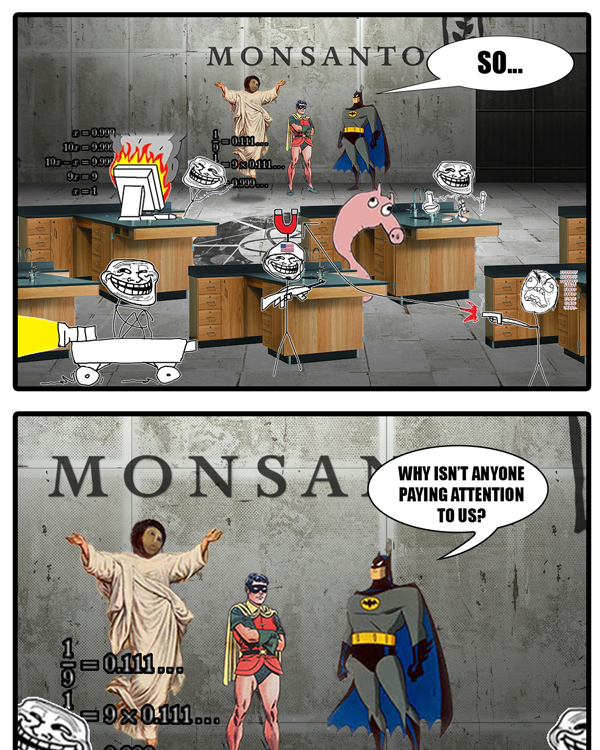 MONSANTO
SO...
x = 0.999
10x = 9.999
10x - x = 9.999
9x = 9
x = 1
1
9
= 0.111...
1
= 9 x 0.111...
0.999...
MONSAN
WHY ISN'T ANYONE
PAYING ATTENTION
TO US?
1
9
= 0.111...
1
= 9 x 0.111...
0.999